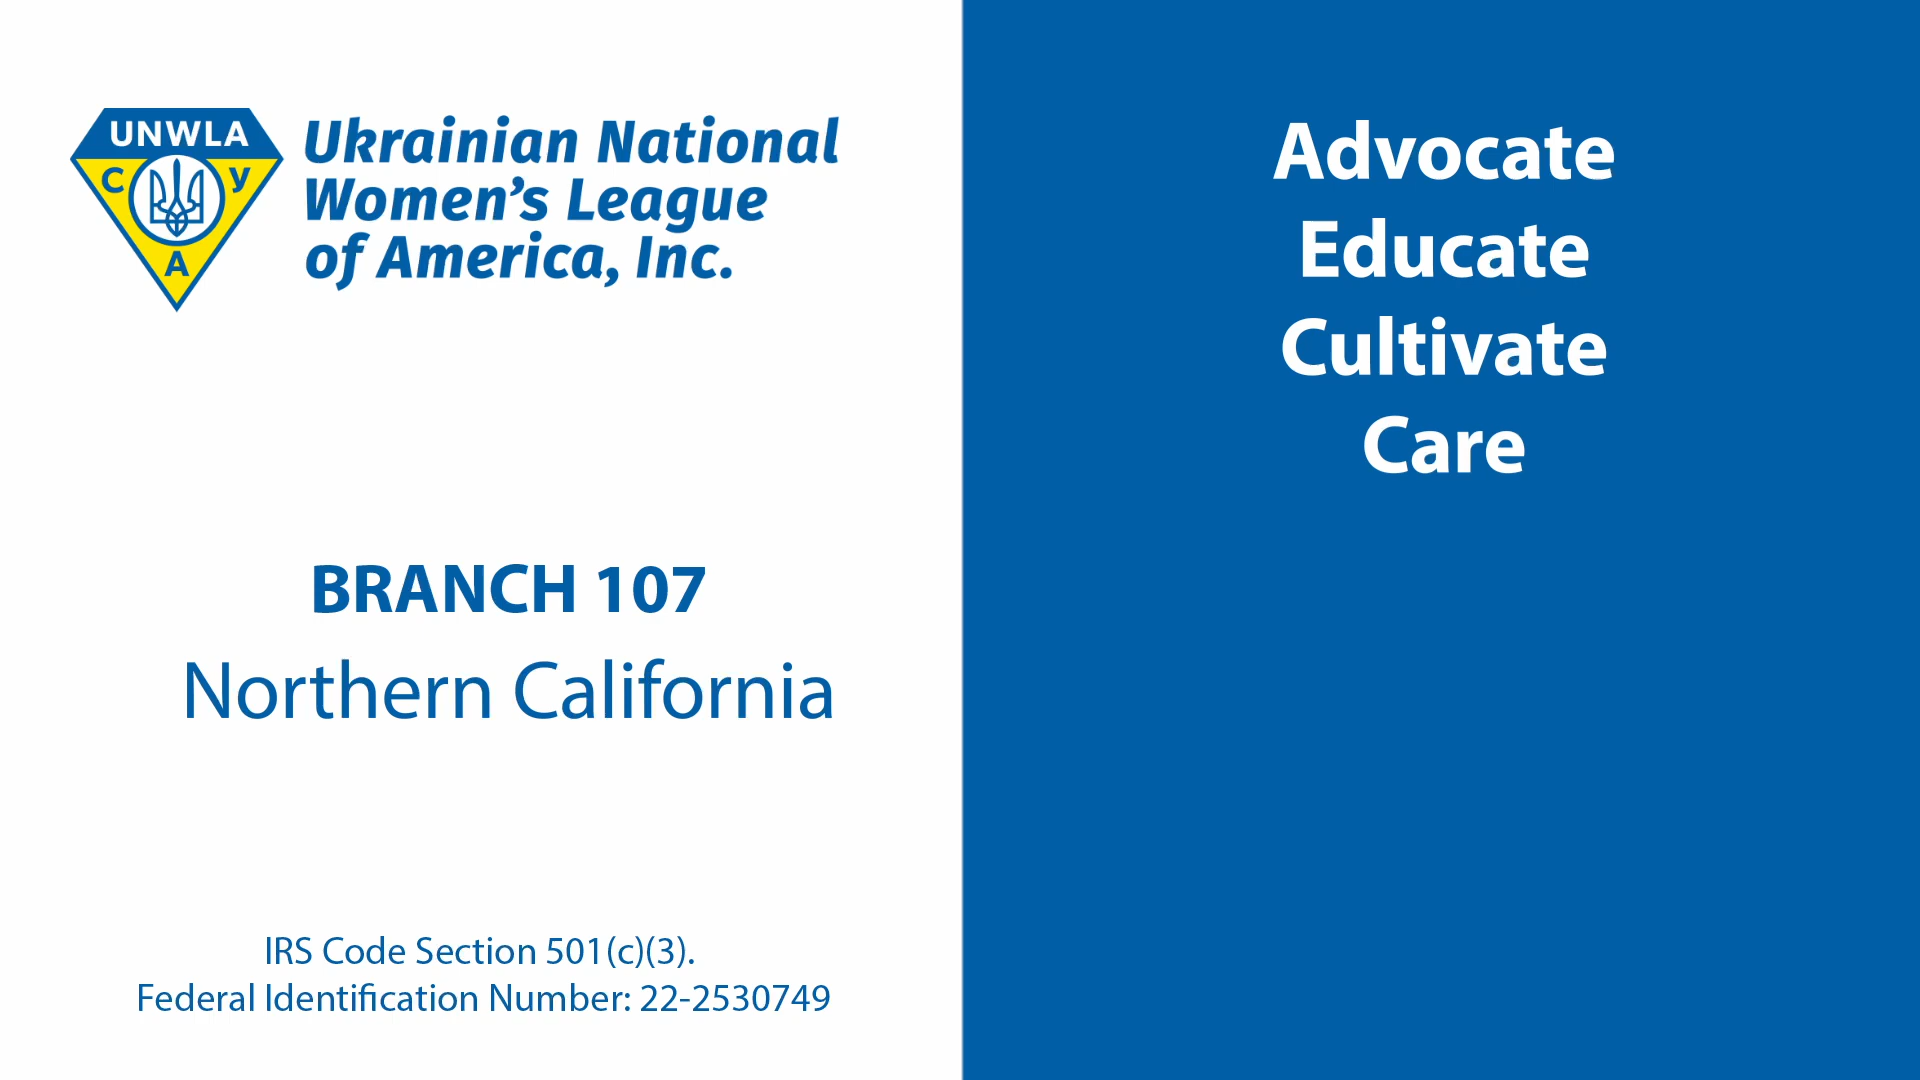 UNWLA
С У
А
Ukrainian National
Women’s League
of America, Inc.
BRANCH 107
Northern California
IRS Code Section 501(c)(3).
Federal Identification Number: 22-2530749
Advocate
Educate
Cultivate
Care